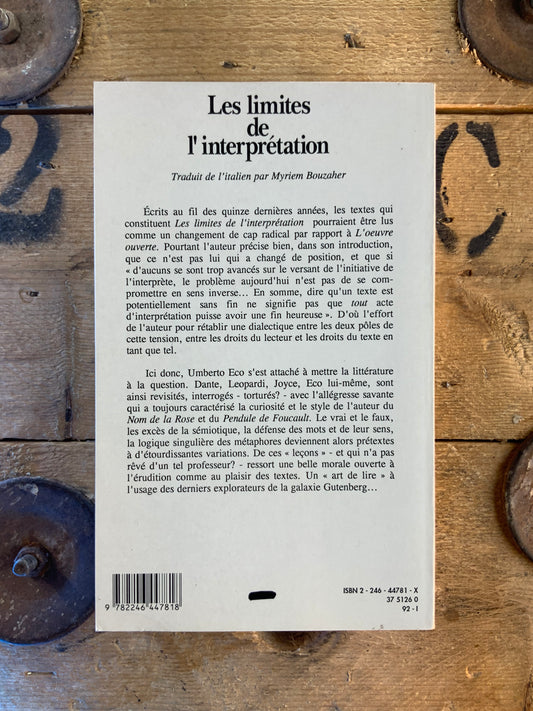 Les limites
de
l'interprétation
Traduit de l'italien par Myriem Bouzaher
Écrits au fil des quinze dernières années, les textes qui
constituent Les limites de l'interprétation pourraient être lus
comme un changement de cap radical par rapport à L'oeuvre
ouverte. Pourtant l'auteur précise bien, dans son introduction,
que ce n'est pas lui qui a changé de position, et que si
« d'aucuns se sont trop avancés sur le versant de l'initiative de
l'interprète, le problème aujourd'hui n'est pas de se com-
promettre en sens inverse... En somme, dire qu'un texte est
potentiellement sans fin ne signifie pas que tout acte
d'interprétation puisse avoir une fin heureuse ». D'où l'effort
de l'auteur pour rétablir une dialectique entre les deux pôles de
cette tension, entre les droits du lecteur et les droits du texte en
tant que tel.
Ici donc, Umberto Eco s'est attaché à mettre la littérature
à la question. Dante, Leopardi, Joyce, Eco lui-même, sont
ainsi revisités, interrogés - torturés? - avec l'allégresse savante
qui a toujours caractérisé la curiosité et le style de l'auteur du
Nom de la Rose et du Pendule de Foucault. Le vrai et le faux,
les excès de la sémiotique, la défense des mots et de leur sens,
la logique singulière des métaphores deviennent alors prétextes
à d'étourdissantes variations. De ces « leçons » - et qui n'a pas
rêvé d'un tel professeur? - ressort une belle morale ouverte à
l'érudition comme au plaisir des textes. Un « art de lire » à
l'usage des derniers explorateurs de la galaxie Gutenberg...
9 782246 447818
ISBN 2 - 246 - 44781 - X
37 5126 0
92 - I
2
C